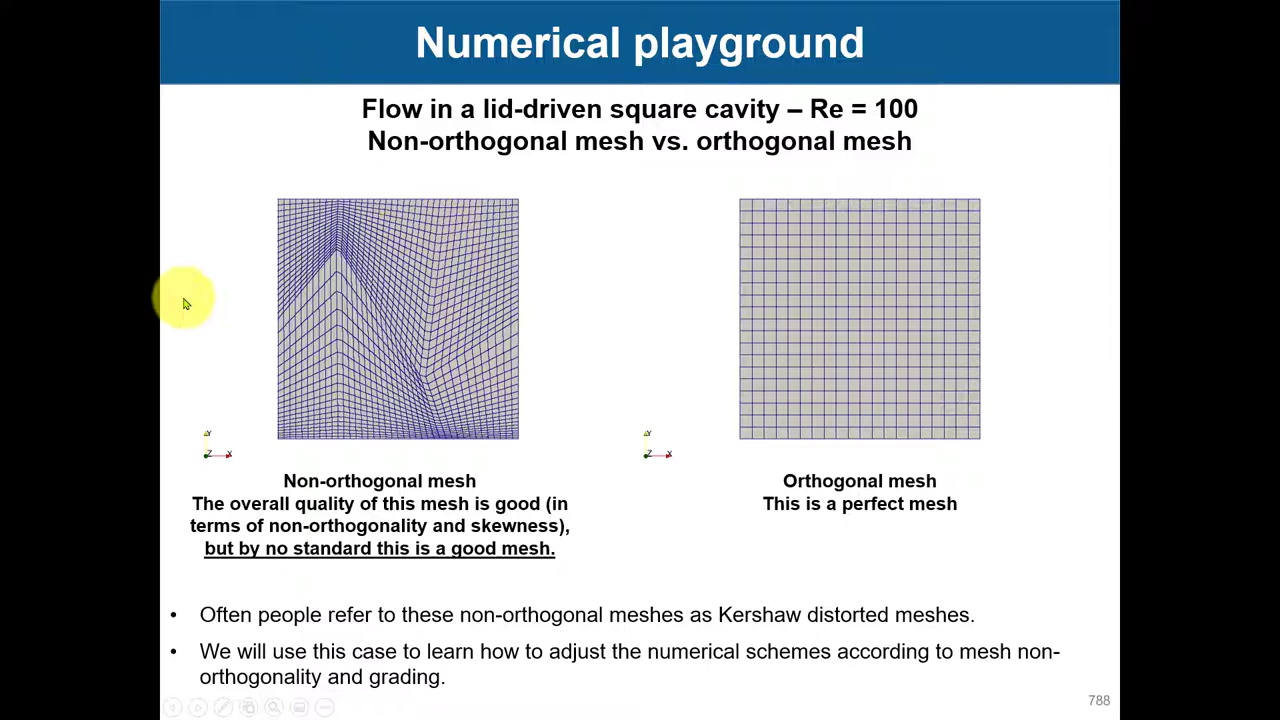 Numerical playground
Flow in a lid-driven square cavity – Re = 100
Non-orthogonal mesh vs. orthogonal mesh
Y
Z
X
Y
Z
X
Non-orthogonal mesh
The overall quality of this mesh is good (in
terms of non-orthogonality and skewness),
but by no standard this is a good mesh.
Orthogonal mesh
This is a perfect mesh
• Often people refer to these non-orthogonal meshes as Kershaw distorted meshes.
• We will use this case to learn how to adjust the numerical schemes according to mesh non-
orthogonality and grading.
788